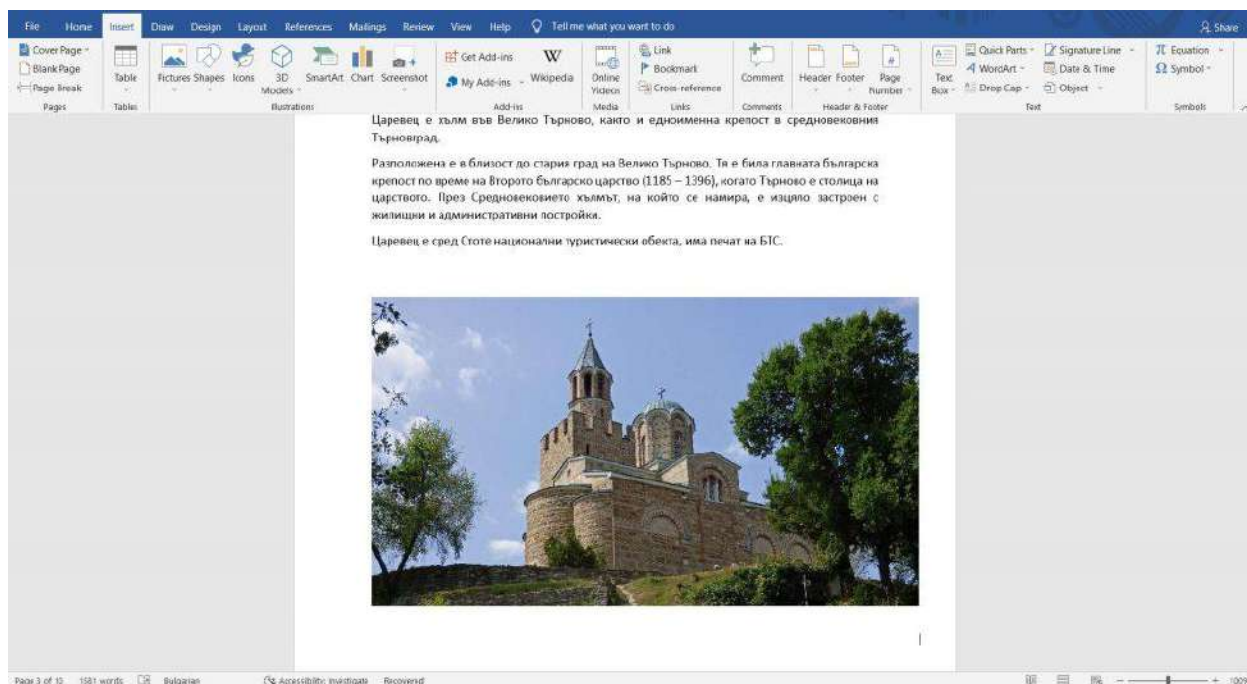 File Home Insert Draw Design Layout References Mailings Review View Help Tell me what you want to do Share
Cover Page
Blank Page
Page Break
Pages
Table
Tables
Pictures Shapes Icons 3D Models SmartArt Chart Screenshot
Illustrations
Get Add-ins
My Add-ins
Wikipedia
Add-ins
Online Videos
Media
Link
Bookmark
Cross-reference
Links
Comment
Comments
Header Footer Page Number
Header & Footer
Text Box
Quick Parts
WordArt
Drop Cap
Signature Line
Date & Time
Object
Text
Equation
Symbol
Symbols
Царевец е хълм във Велико Търново, както и едноименна крепост в средновековния
Търновград.
Разположена е в близост до стария град на Велико Търново. Тя е била главната българска
крепост по време на Второто българско царство (1185 – 1396), когато Търново е столица на
царството. През Средновековието хълмът, на който се намира, е изцяло застроен с
жилищни и административни постройки.
Царевец е сред Стоте национални туристически обекта, има печат на БТС.
Page 3 of 15 1581 words Bulgarian Accessibility: Investigate Recovered 100%